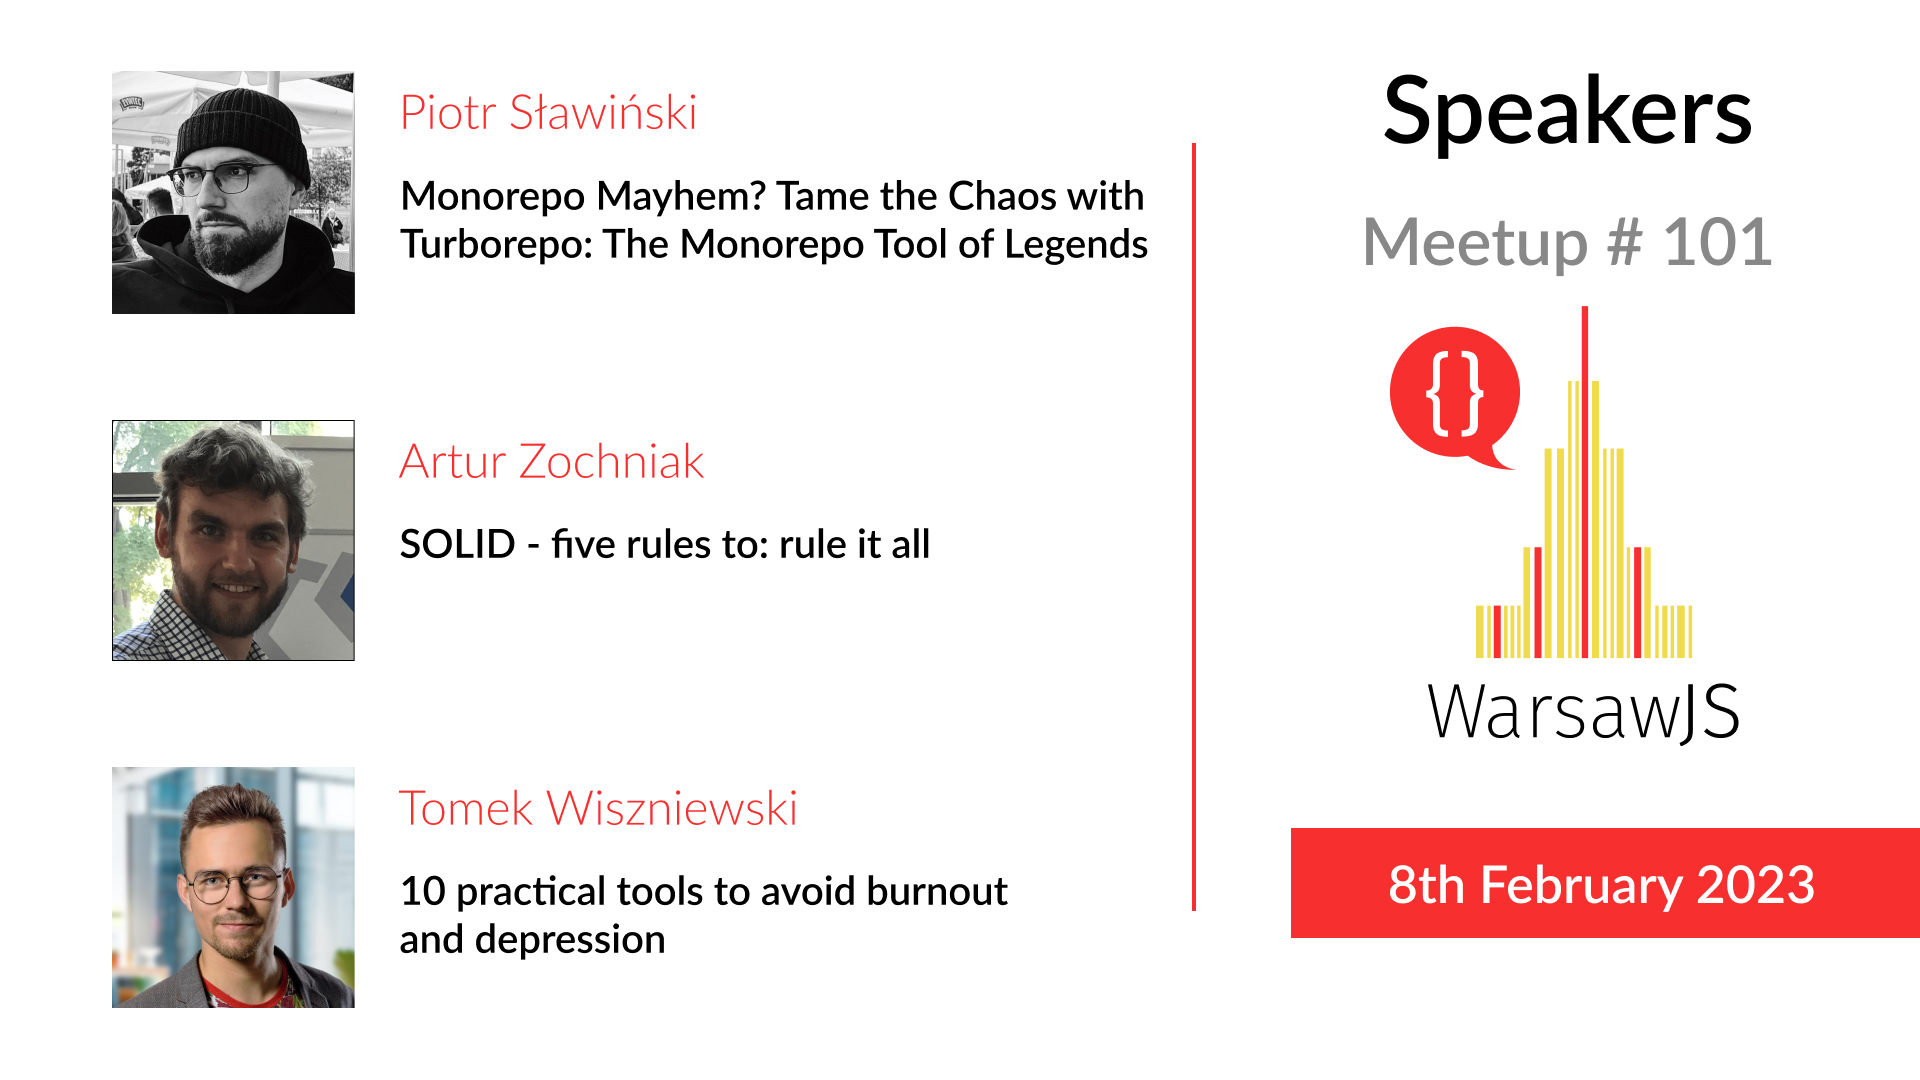 Piotr Sławiński
Monorepo Mayhem? Tame the Chaos with
Turborepo: The Monorepo Tool of Legends
Artur Zochniak
SOLID - five rules to: rule it all
Tomek Wiszniewski
10 practical tools to avoid burnout
and depression
Speakers
Meetup # 101
{}
WarsawJS
8th February 2023